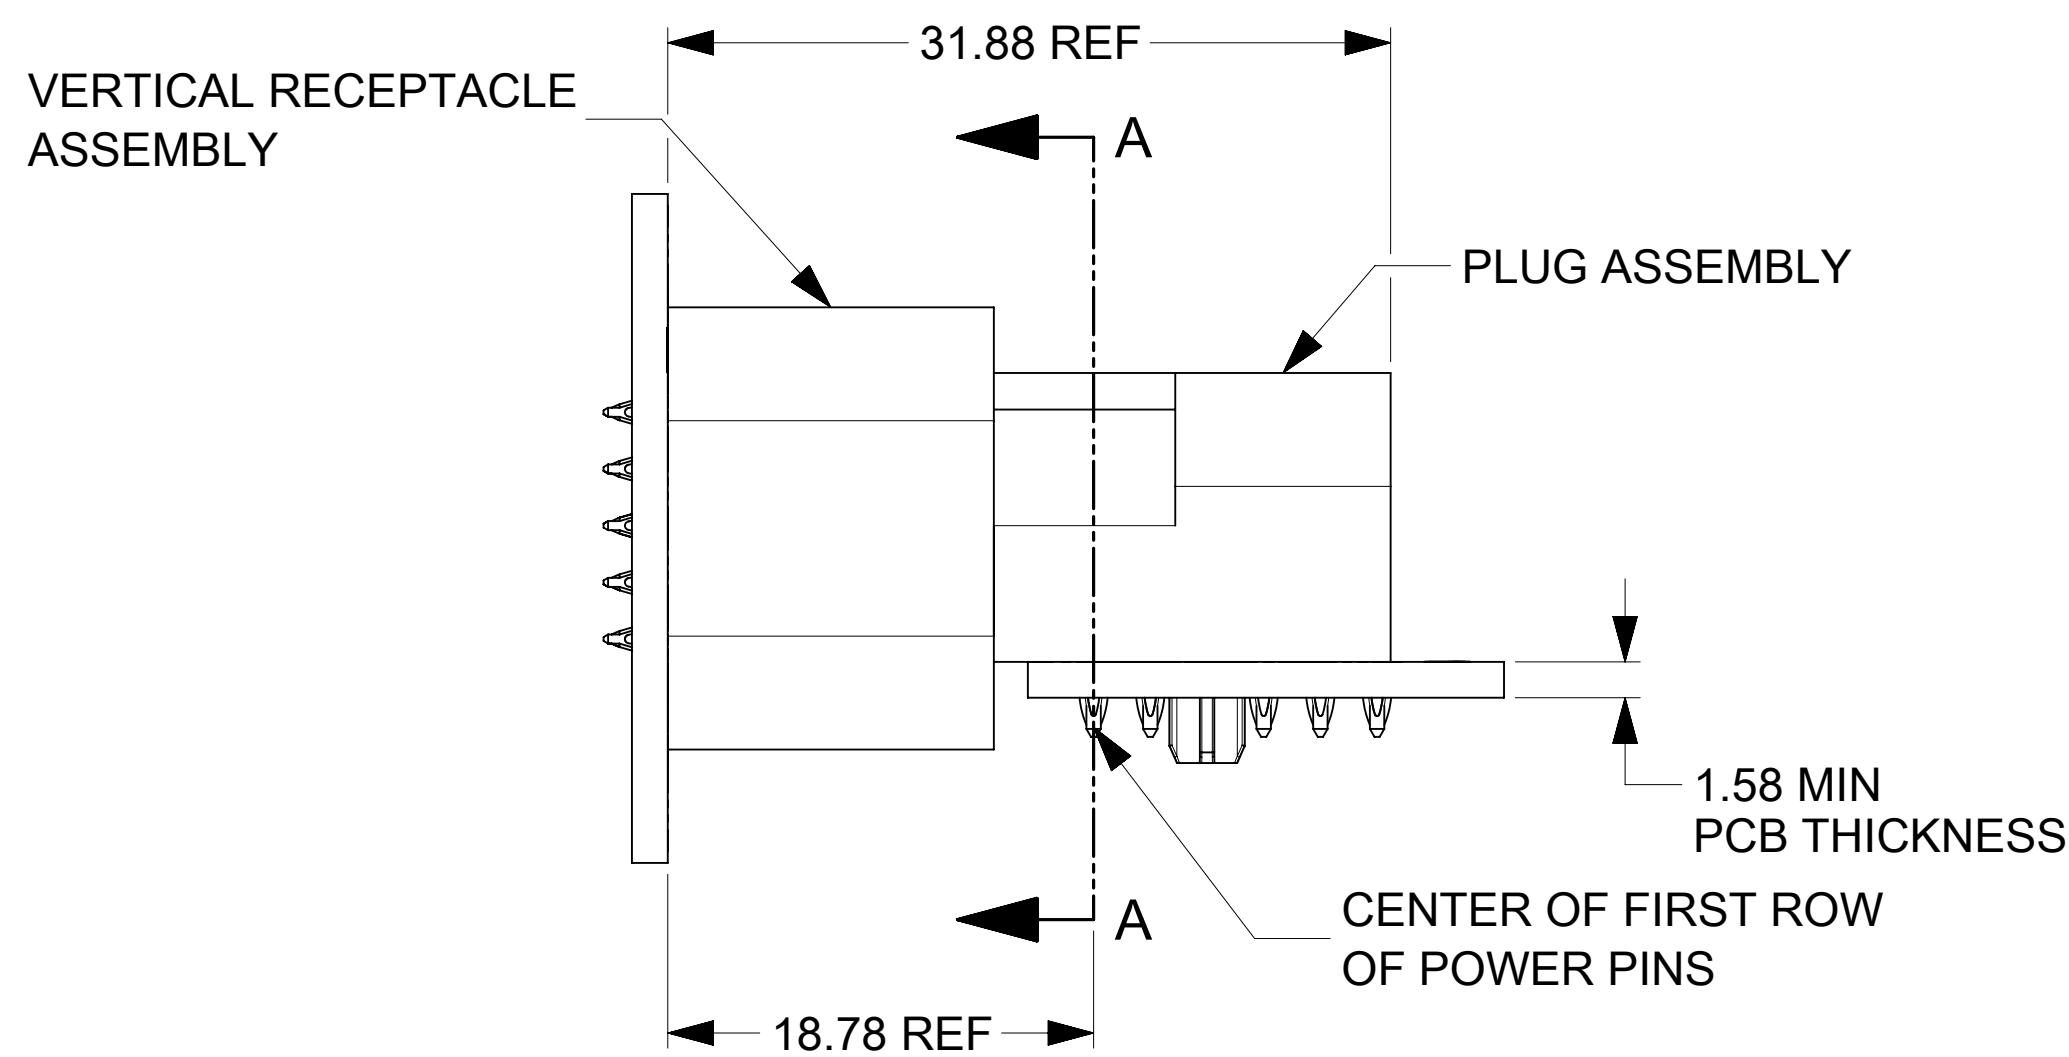 31.88 REF
VERTICAL RECEPTACLE
ASSEMBLY
A
PLUG ASSEMBLY
1.58 MIN
PCB THICKNESS
CENTER OF FIRST ROW
OF POWER PINS
A
18.78 REF